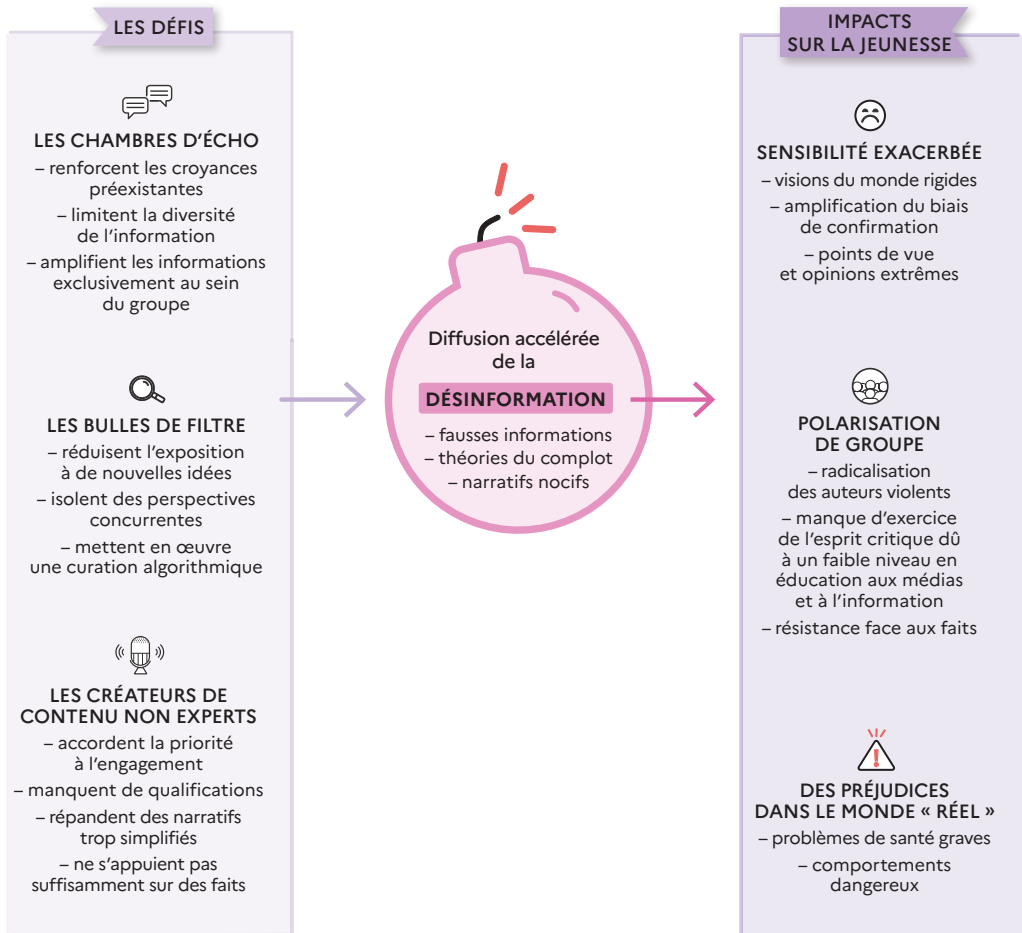 LES DÉFIS
LES CHAMBRES D'ÉCHO
– renforcent les croyances
préexistantes
– limitent la diversité
de l'information
– amplifient les informations
exclusivement au sein
du groupe
LES BULLES DE FILTRE
– réduisent l'exposition
à de nouvelles idées
– isolent des perspectives
concurrentes
– mettent en œuvre
une curation algorithmique
LES CRÉATEURS DE
CONTENU NON EXPERTS
– accordent la priorité
à l'engagement
– manquent de qualifications
– répandent des narratifs
trop simplifiés
– ne s'appuient pas
suffisamment sur des faits
Diffusion accélérée
de la
DÉSINFORMATION
– fausses informations
– théories du complot
– narratifs nocifs
IMPACTS
SUR LA JEUNESSE
SENSIBILITÉ EXACERBÉE
– visions du monde rigides
– amplification du biais
de confirmation
– points de vue
et opinions extrêmes
POLARISATION
DE GROUPE
– radicalisation
des auteurs violents
– manque d'exercice
de l'esprit critique dû
à un faible niveau en
éducation aux médias
et à l'information
– résistance face aux faits
DES PRÉJUDICES
DANS LE MONDE « RÉEL »
– problèmes de santé graves
– comportements
dangereux